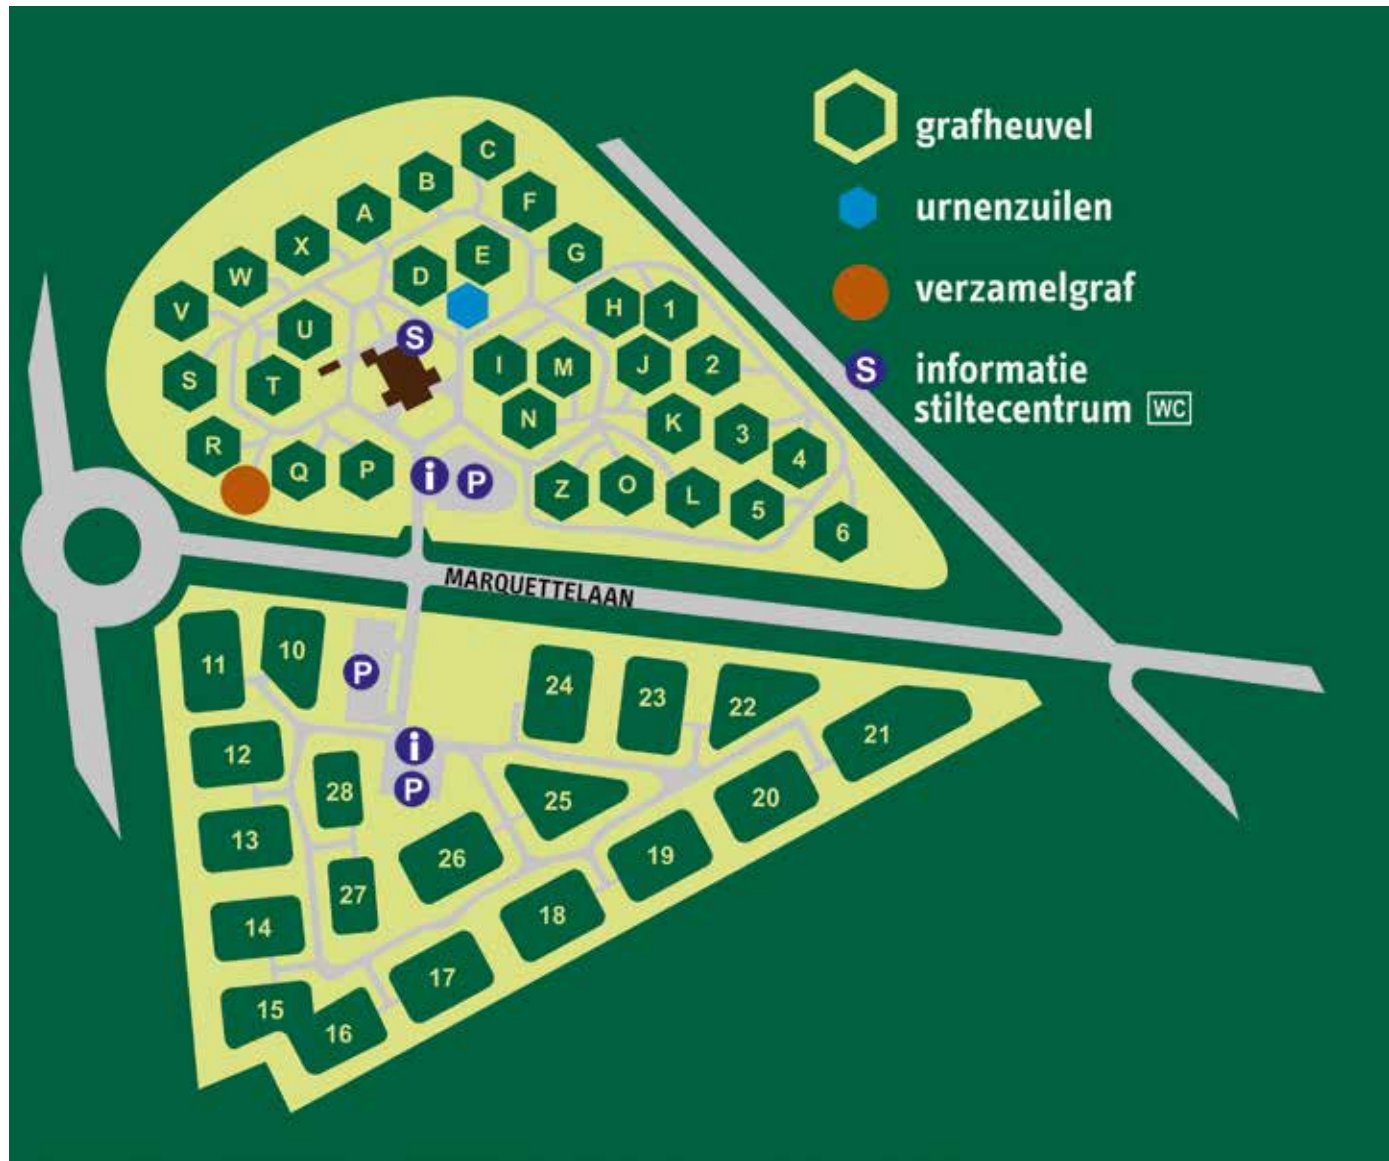 C
B
F
A
X
E
G
W
D
V
H
1
U
S
I
M
J
2
S
T
N
K
3
R
4
Q
P
i
P
Z
O
L
5
6
grafheuvel
urnenzuilen
verzamelgraf
S
informatie
stiltecentrum WC
MARQUETTELAAN
11
10
P
24
23
22
21
12
i
28
P
25
20
13
26
19
27
14
18
17
15
16